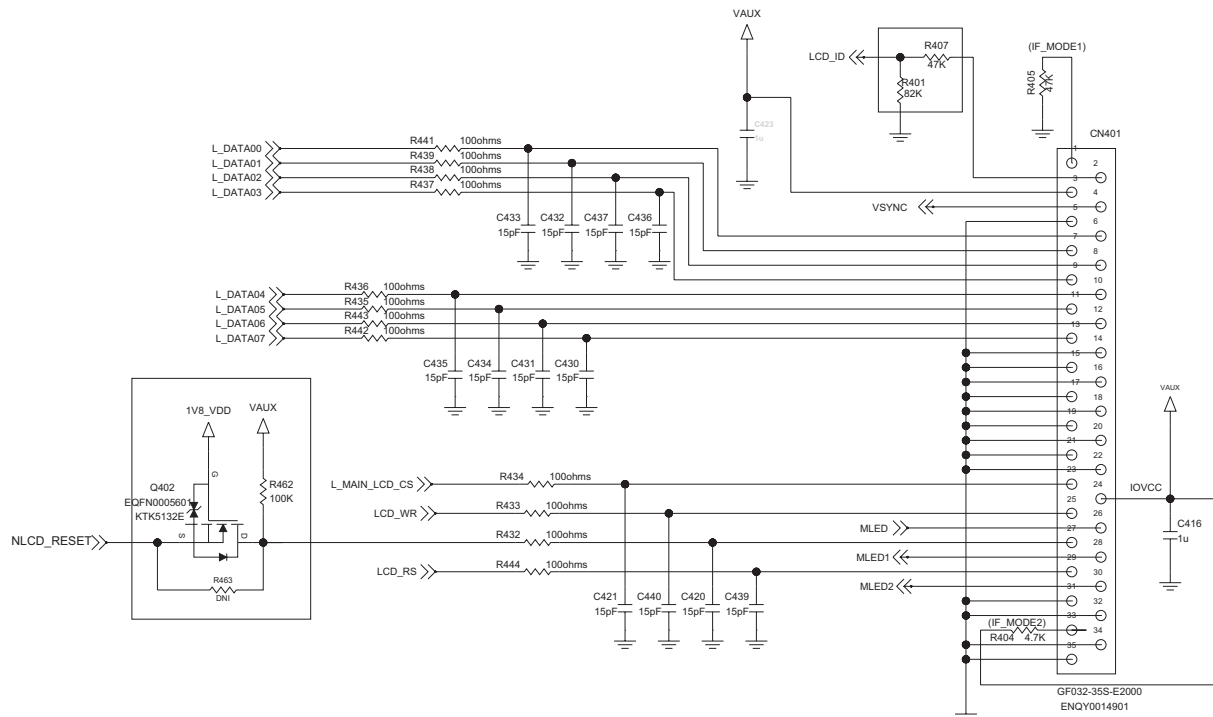 VAUX
LCD_ID
R407
47K
R401
82K
(IF_MODE1)
R405
47K
CN401
C423
1u
L_DATA00
R441
100ohms
L_DATA01
R439
100ohms
L_DATA02
R438
100ohms
L_DATA03
R437
100ohms
VSYNC
C433
15pF
C432
15pF
C437
15pF
C436
15pF
L_DATA04
R436
100ohms
L_DATA05
R435
100ohms
L_DATA06
R443
100ohms
L_DATA07
R442
100ohms
C435
15pF
C434
15pF
C431
15pF
C430
15pF
1V8_VDD
VAUX
G
Q402
EQFN0005601
KTK5132E
R462
100K
S
D
NLCD_RESET
R463
DNI
L_MAIN_LCD_CS
R434
100ohms
LCD_WR
R433
100ohms
R432
100ohms
LCD_RS
R444
100ohms
C421
15pF
C440
15pF
C420
15pF
C439
15pF
MLED
MLED1
MLED2
(IF_MODE2)
R404
4.7K
1
2
3
4
5
6
7
8
9
10
11
12
13
14
15
16
17
18
19
20
21
22
23
24
25
26
27
28
29
30
31
32
33
34
35
VAUX
IOVCC
C416
1u
GF032-35S-E2000
ENQY0014901